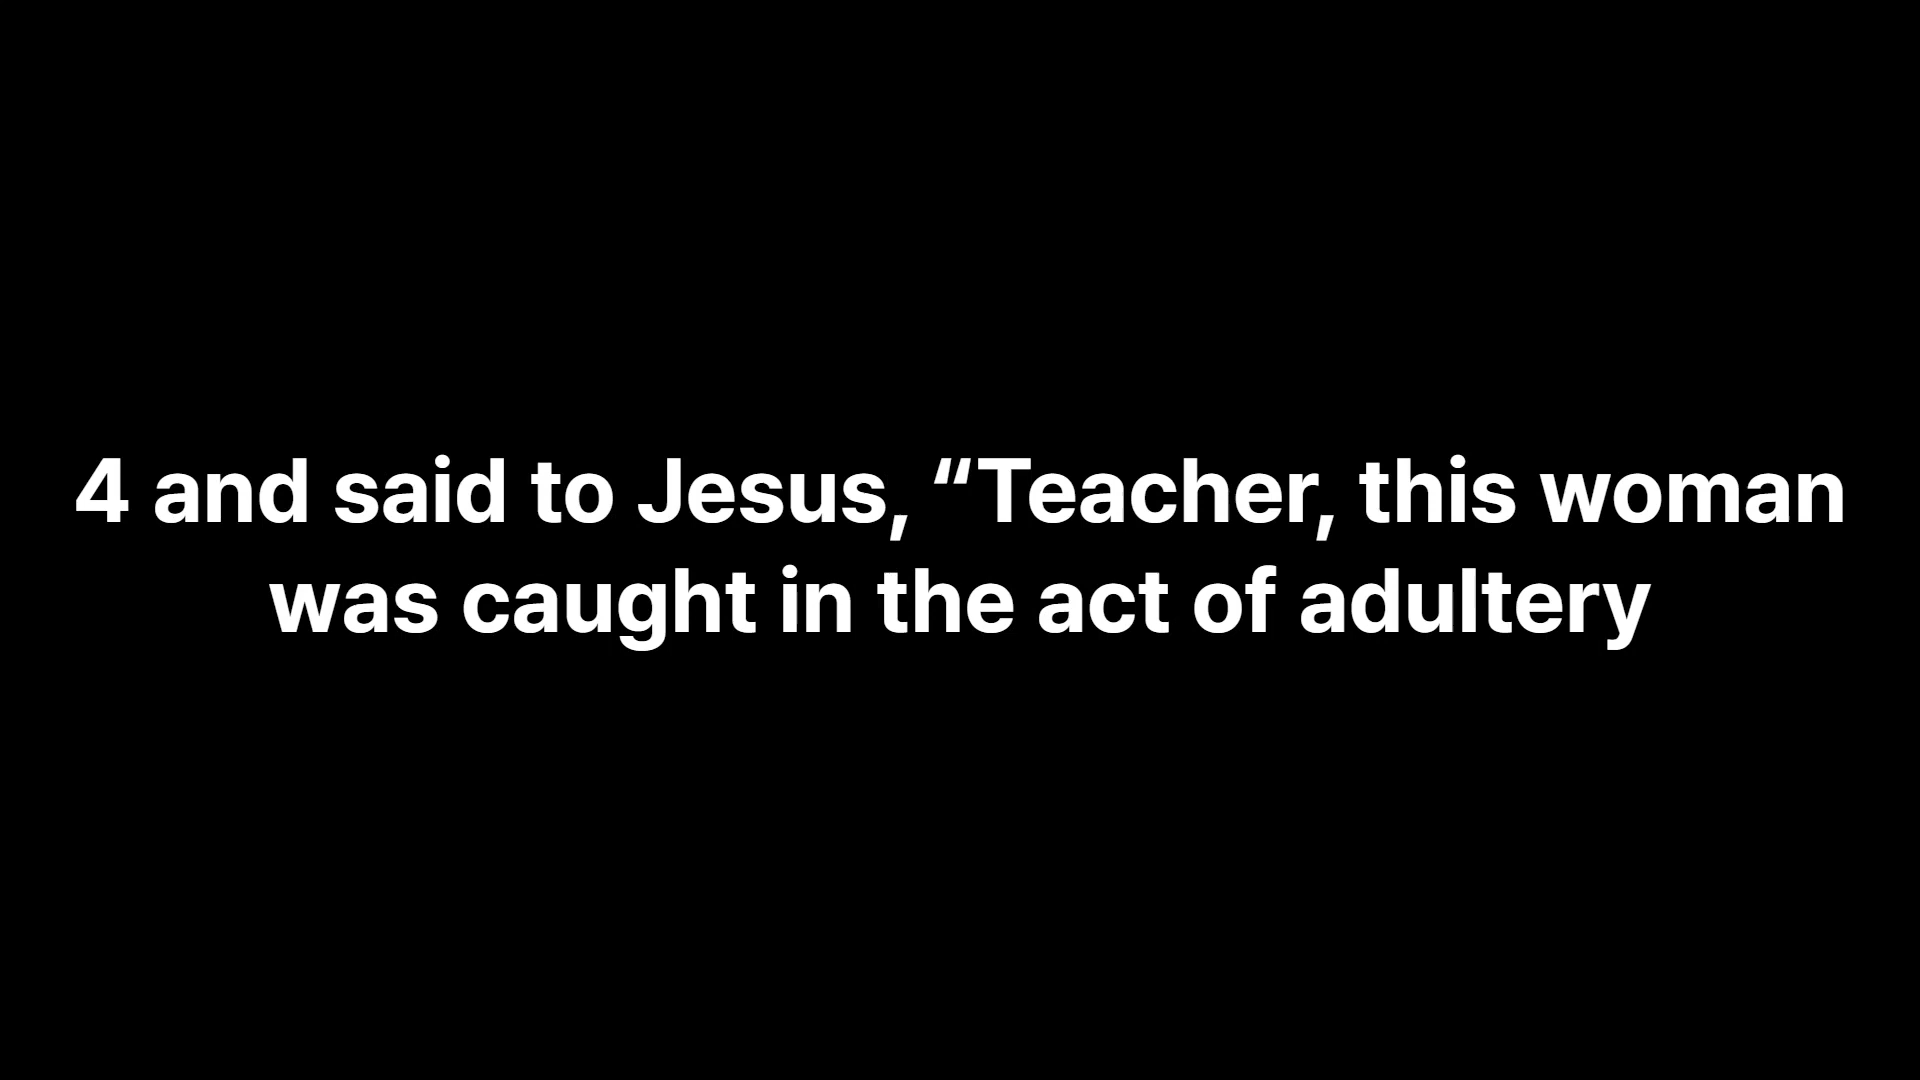 4 and said to Jesus, “Teacher, this woman
was caught in the act of adultery